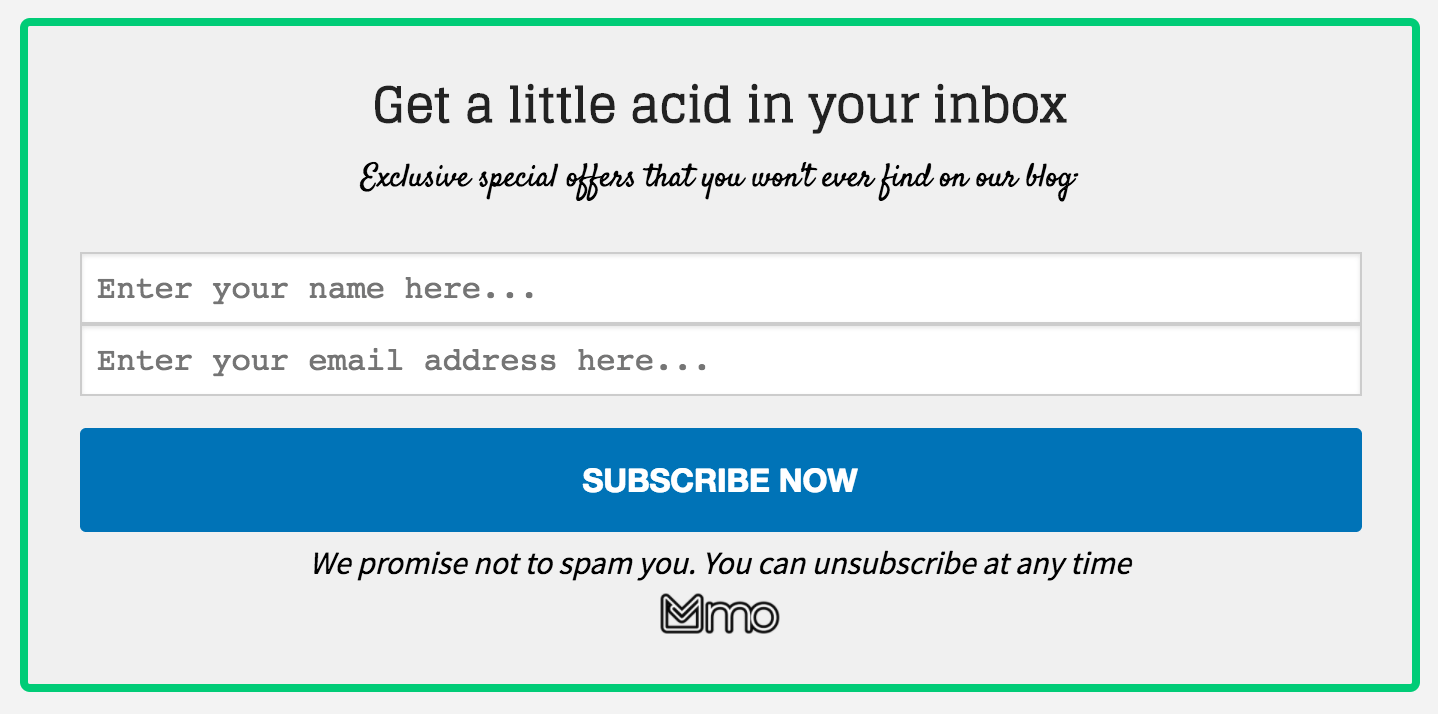 Get a little acid in your inbox
Exclusive special offers that you won't ever find on our blog:
Enter your name here...
Enter your email address here...
SUBSCRIBE NOW
We promise not to spam you. You can unsubscribe at any time
mo